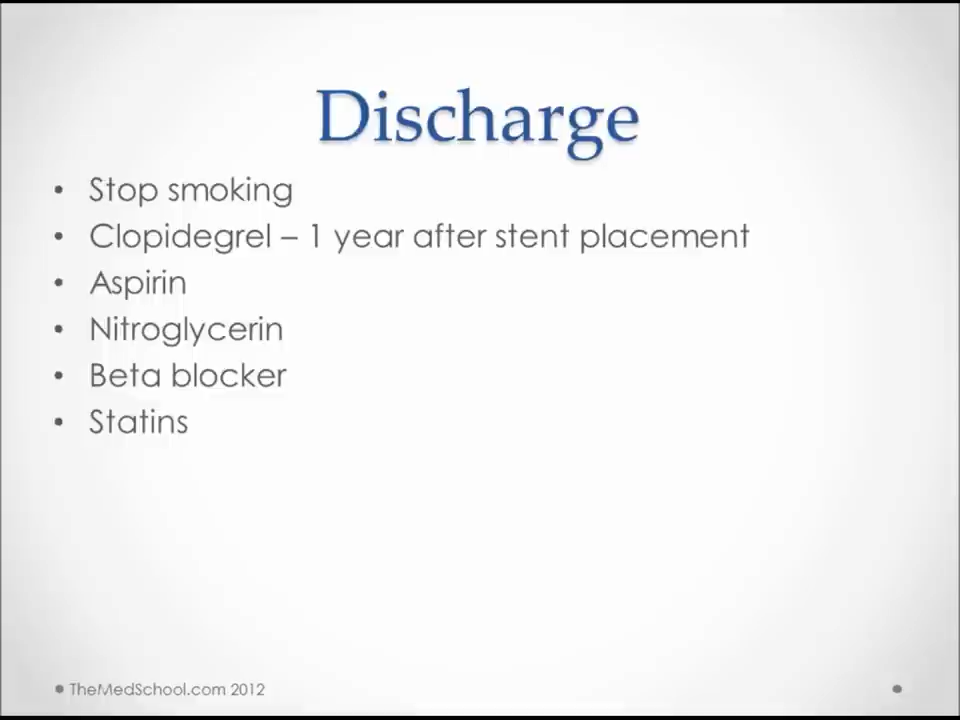 Discharge
• Stop smoking
• Clopidegrel – 1 year after stent placement
• Aspirin
• Nitroglycerin
• Beta blocker
• Statins
TheMedSchool.com 2012